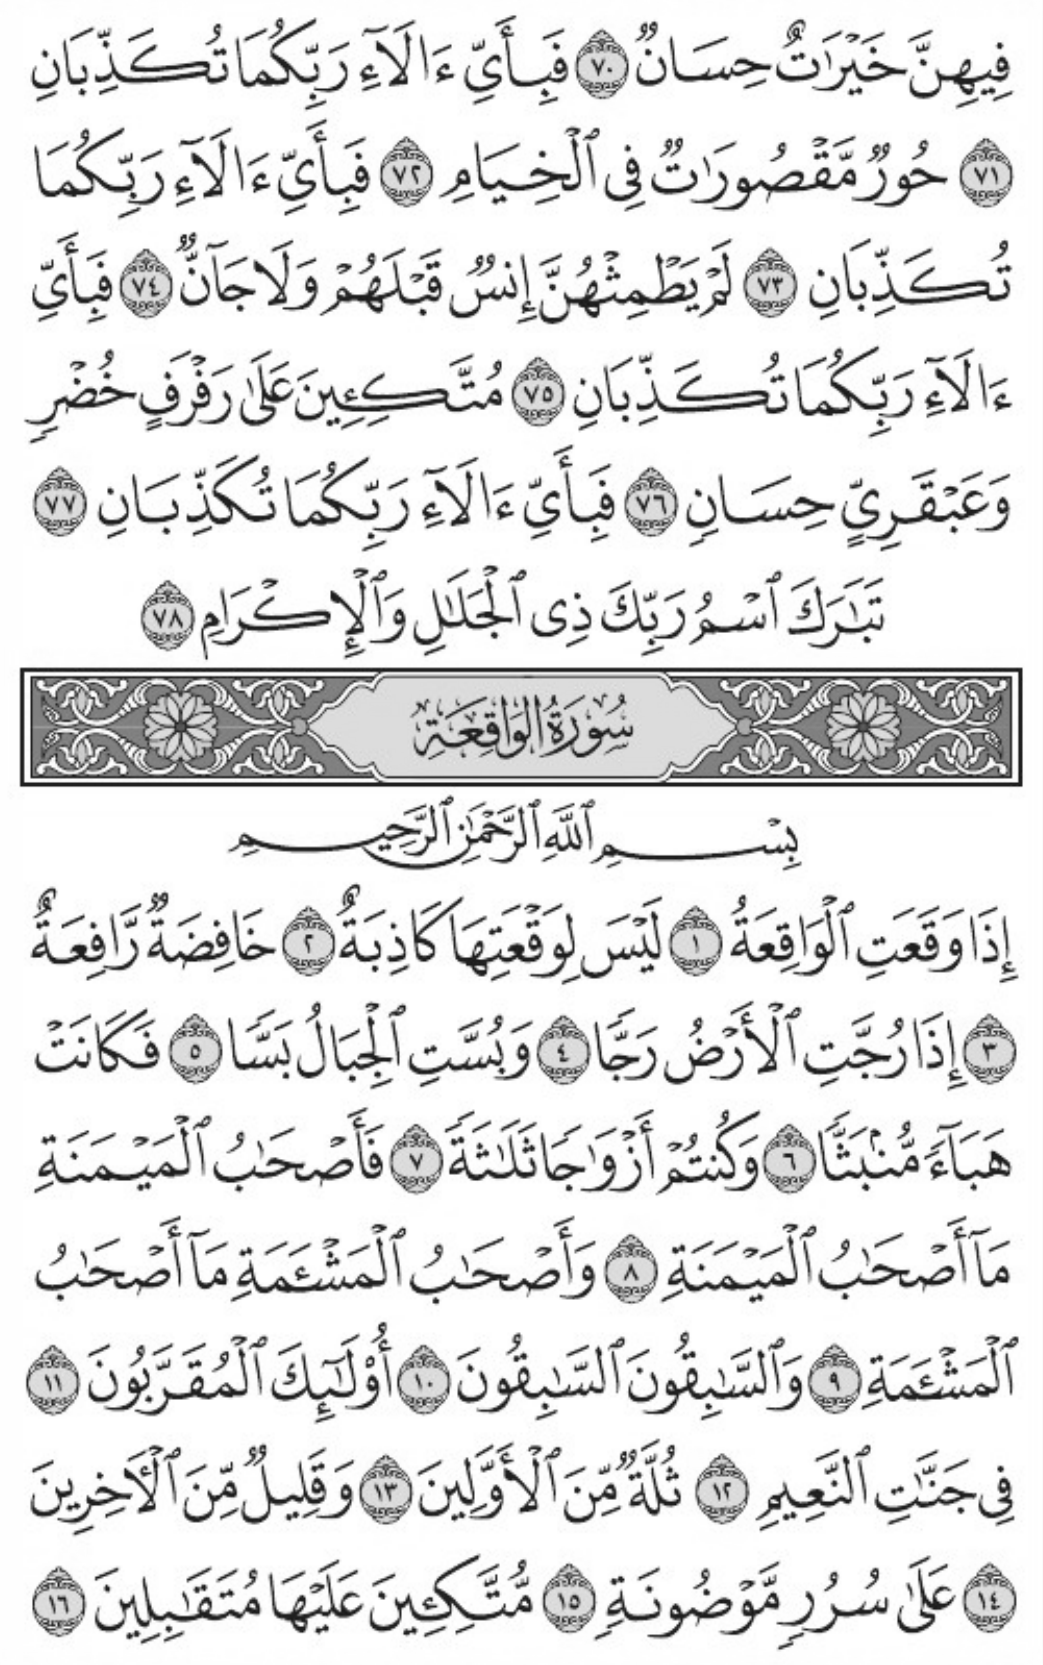 فِيهِنَّ خَيْرَٰتٌ حِسَانٌ ٧٠ فَبِأَيِّ ءَالَآءِ رَبِّكُمَا تُكَذِّبَانِ
٧١ حُورٌ مَّقْصُورَٰتٌ فِي ٱلْخِيَامِ ٧٢ فَبِأَيِّ ءَالَآءِ رَبِّكُمَا
تُكَذِّبَانِ ٧٣ لَمْ يَطْمِثْهُنَّ إِنسٌ قَبْلَهُمْ وَلَا جَآنٌّ ٧٤ فَبِأَيِّ
ءَالَآءِ رَبِّكُمَا تُكَذِّبَانِ ٧٥ مُتَّكِـِٔينَ عَلَىٰ رَفْرَفٍ خُضْرٍ
وَعَبْقَرِيٍّ حِسَانٍ ٧٦ فَبِأَيِّ ءَالَآءِ رَبِّكُمَا تُكَذِّبَانِ ٧٧
تَبَٰرَكَ ٱسْمُ رَبِّكَ ذِى ٱلْجَلَٰلِ وَٱلْإِكْرَامِ ٧٨
سُورَةُ الوَاقِعَةِ
بِسْمِ ٱللَّهِ ٱلرَّحْمَٰنِ ٱلرَّحِيمِ
إِذَا وَقَعَتِ ٱلْوَاقِعَةُ ١ لَيْسَ لِوَقْعَتِهَا كَاذِبَةٌ ٢ خَافِضَةٌ رَّافِعَةٌ
٣ إِذَا رُجَّتِ ٱلْأَرْضُ رَجًّا ٤ وَبُسَّتِ ٱلْجِبَالُ بَسًّا ٥ فَكَانَتْ
هَبَآءً مُّنۢبَثًّا ٦ وَكُنتُمْ أَزْوَٰجًا ثَلَٰثَةً ٧ فَأَصْحَٰبُ ٱلْمَيْمَنَةِ
مَآ أَصْحَٰبُ ٱلْمَيْمَنَةِ ٨ وَأَصْحَٰبُ ٱلْمَشْـَٔمَةِ مَآ أَصْحَٰبُ
ٱلْمَشْـَٔمَةِ ٩ وَٱلسَّٰبِقُونَ ٱلسَّٰبِقُونَ ١٠ أُو۟لَٰٓئِكَ ٱلْمُقَرَّبُونَ ١١
فِي جَنَّٰتِ ٱلنَّعِيمِ ١٢ ثُلَّةٌ مِّنَ ٱلْأَوَّلِينَ ١٣ وَقَلِيلٌ مِّنَ ٱلْءَاخِرِينَ
١٤ عَلَىٰ سُرُرٍ مَّوْضُونَةٍ ١٥ مُّتَّكِـِٔينَ عَلَيْهَا مُتَقَٰبِلِينَ ١٦